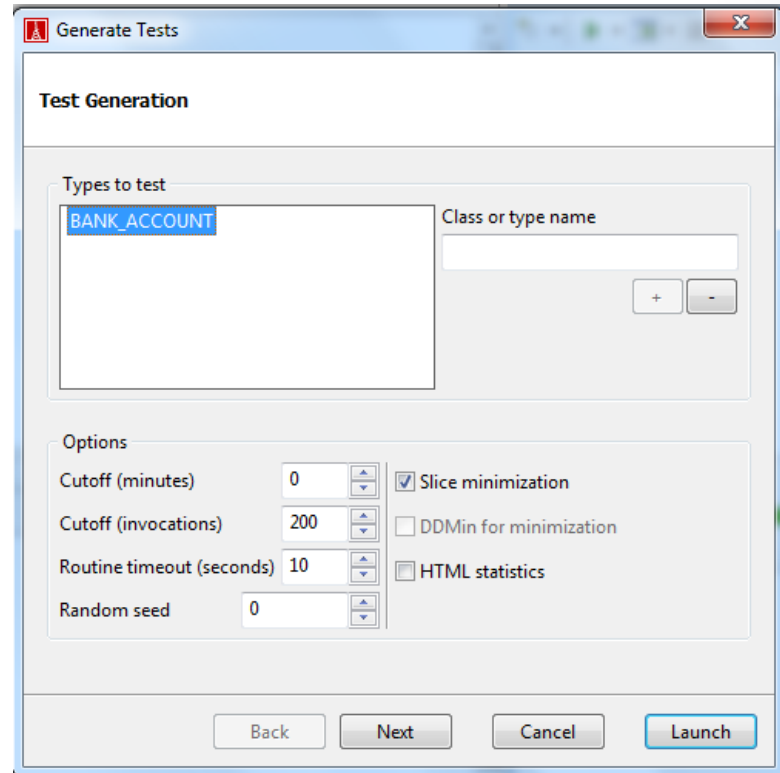 Generate Tests
Test Generation
Types to test
BANK_ACCOUNT
Class or type name
+ -
Options
Cutoff (minutes) 0 Slice minimization
Cutoff (invocations) 200 DDMin for minimization
Routine timeout (seconds) 10 HTML statistics
Random seed 0
Back Next Cancel Launch